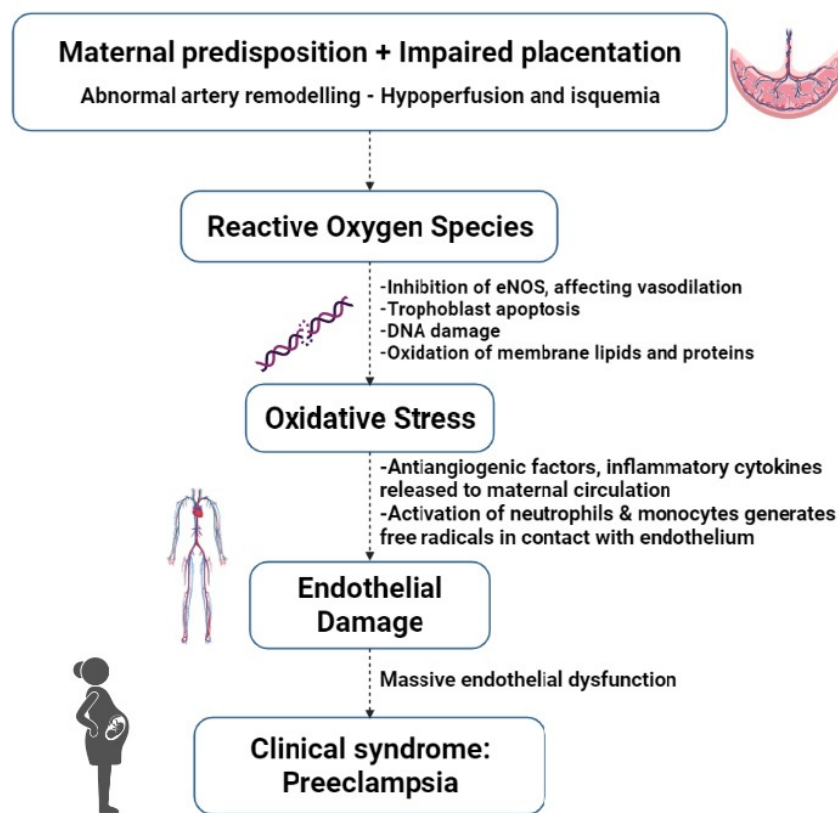 Maternal predisposition + Impaired placentation
Abnormal artery remodelling - Hypoperfusion and isquemia
Reactive Oxygen Species
-Inhibition of eNOS, affecting vasodilation
-Trophoblast apoptosis
-DNA damage
-Oxidation of membrane lipids and proteins
Oxidative Stress
-Antiangiogenic factors, inflammatory cytokines
released to maternal circulation
-Activation of neutrophils & monocytes generates
free radicals in contact with endothelium
Endothelial
Damage
Massive endothelial dysfunction
Clinical syndrome:
Preeclampsia